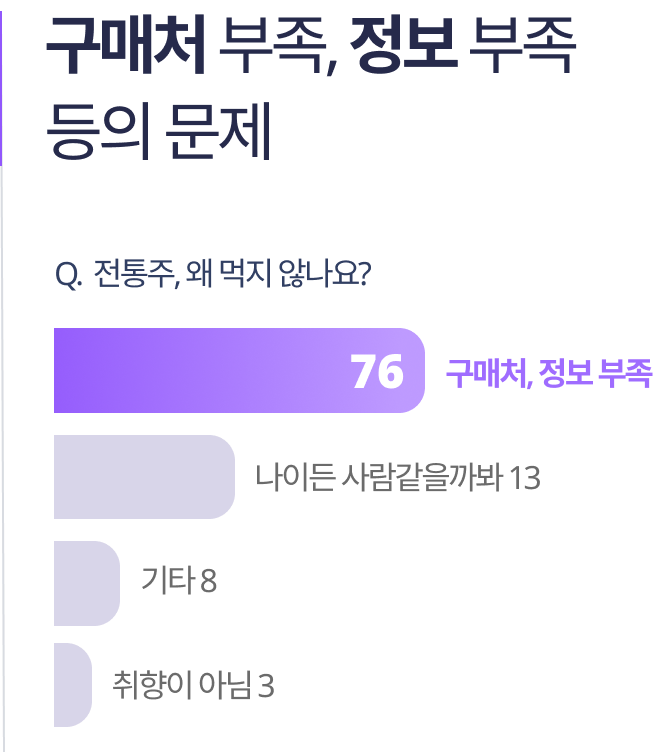 구매처 부족, 정보 부족
등의 문제
Q. 전통주, 왜 먹지 않나요?
76 구매처, 정보 부족
나이든 사람같을까봐 13
기타 8
취향이 아님 3